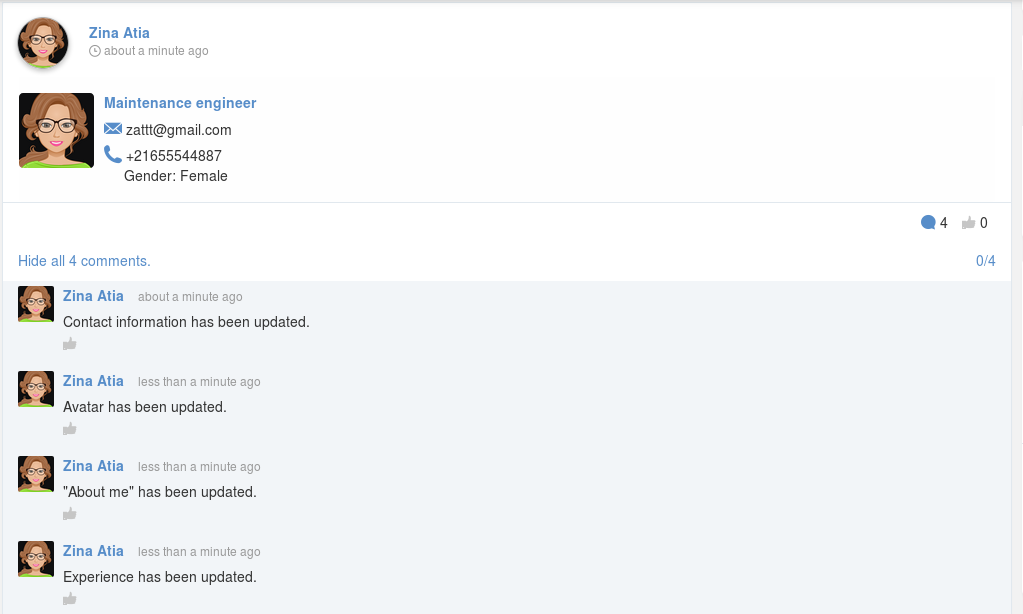 Zina Atia
about a minute ago
Maintenance engineer
zattt@gmail.com
+21655544887
Gender: Female
4 0
Hide all 4 comments. 0/4
Zina Atia about a minute ago
Contact information has been updated.
Zina Atia less than a minute ago
Avatar has been updated.
Zina Atia less than a minute ago
"About me" has been updated.
Zina Atia less than a minute ago
Experience has been updated.